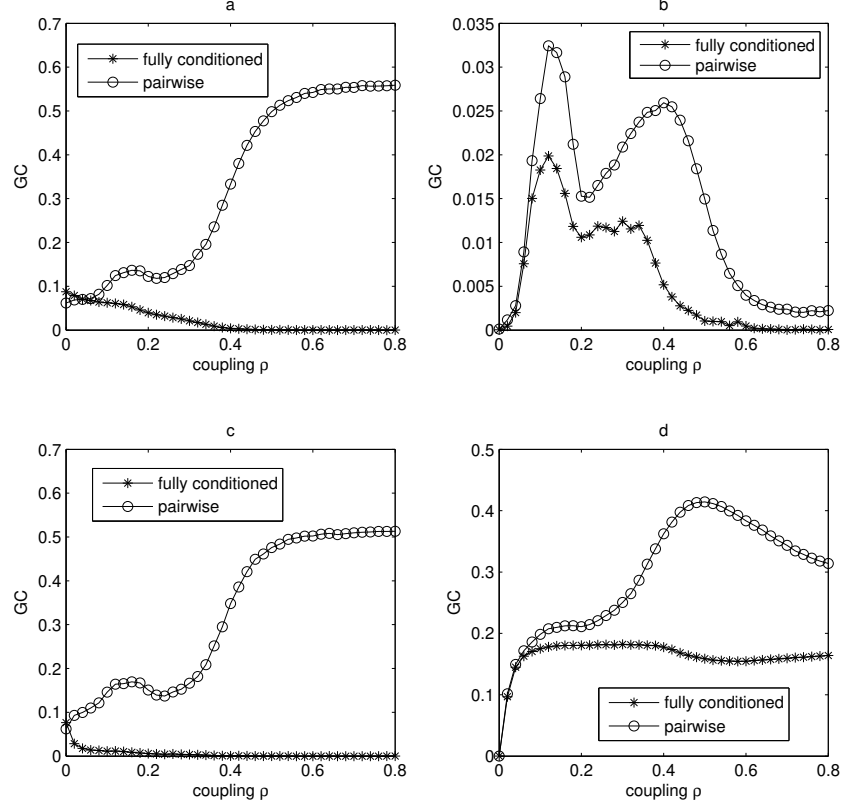 a
0.7
0.6
0.5
0.4
0.3
0.2
0.1
0
GC
fully conditioned
pairwise
0 0.2 0.4 0.6 0.8
coupling ρ
b
0.035
0.03
0.025
0.02
0.015
0.01
0.005
0
GC
fully conditioned
pairwise
0 0.2 0.4 0.6 0.8
coupling ρ
c
0.7
0.6
0.5
0.4
0.3
0.2
0.1
0
GC
fully conditioned
pairwise
0 0.2 0.4 0.6 0.8
coupling ρ
d
0.5
0.4
0.3
0.2
0.1
0
GC
fully conditioned
pairwise
0 0.2 0.4 0.6 0.8
coupling ρ